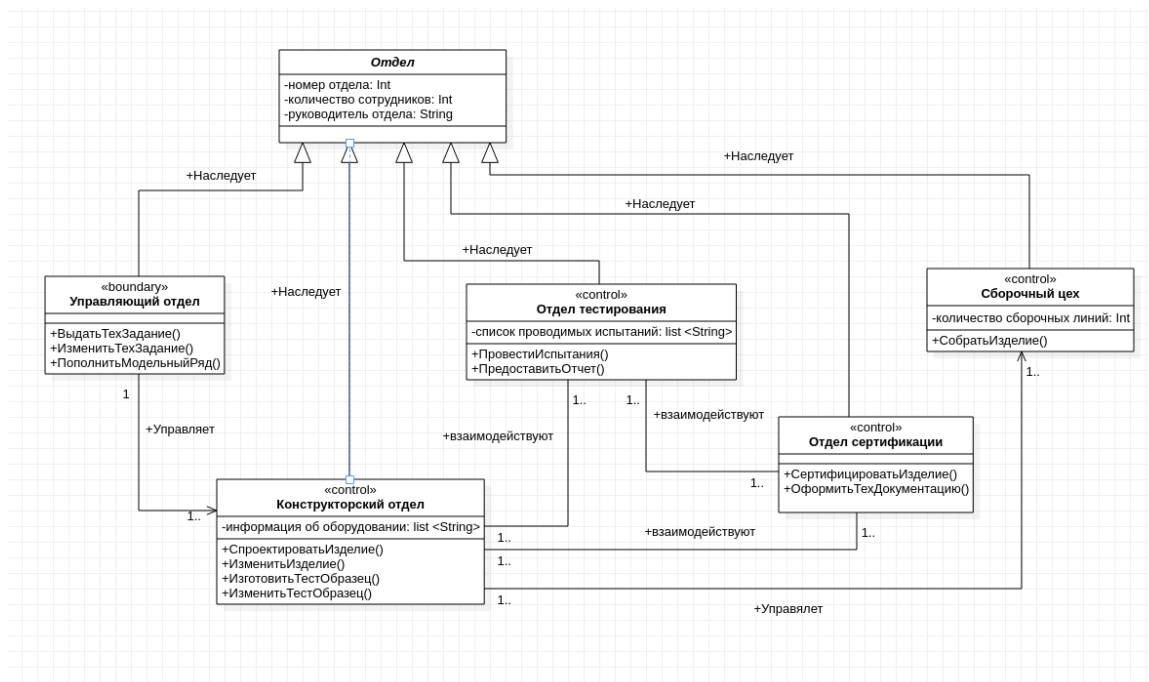 Отдел
-номер отдела: Int
-количество сотрудников: Int
-руководитель отдела: String
+Наследует
+Наследует
+Наследует
+Наследует
+Наследует
«boundary»
Управляющий отдел
+ВыдатьТехЗадание()
+ИзменитьТехЗадание()
+ПополнитьМодельныйРяд()
«control»
Отдел тестирования
-список проводимых испытаний: list <String>
+ПровестиИспытания()
+ПредоставитьОтчет()
«control»
Сборочный цех
-количество сборочных линий: Int
+СобратьИзделие()
1
+Управляет
1..
1..
1..
1..
+взаимодействуют
+взаимодействуют
«control»
Отдел сертификации
+СертифицироватьИзделие()
+ОформитьТехДокументацию()
1..
1..
«control»
Конструкторский отдел
-информация об оборудовании: list <String>
+СпроектироватьИзделие()
+ИзменитьИзделие()
+ИзготовитьТестОбразец()
+ИзменитьТестОбразец()
1..
+взаимодействуют
1..
1..
+Управялет